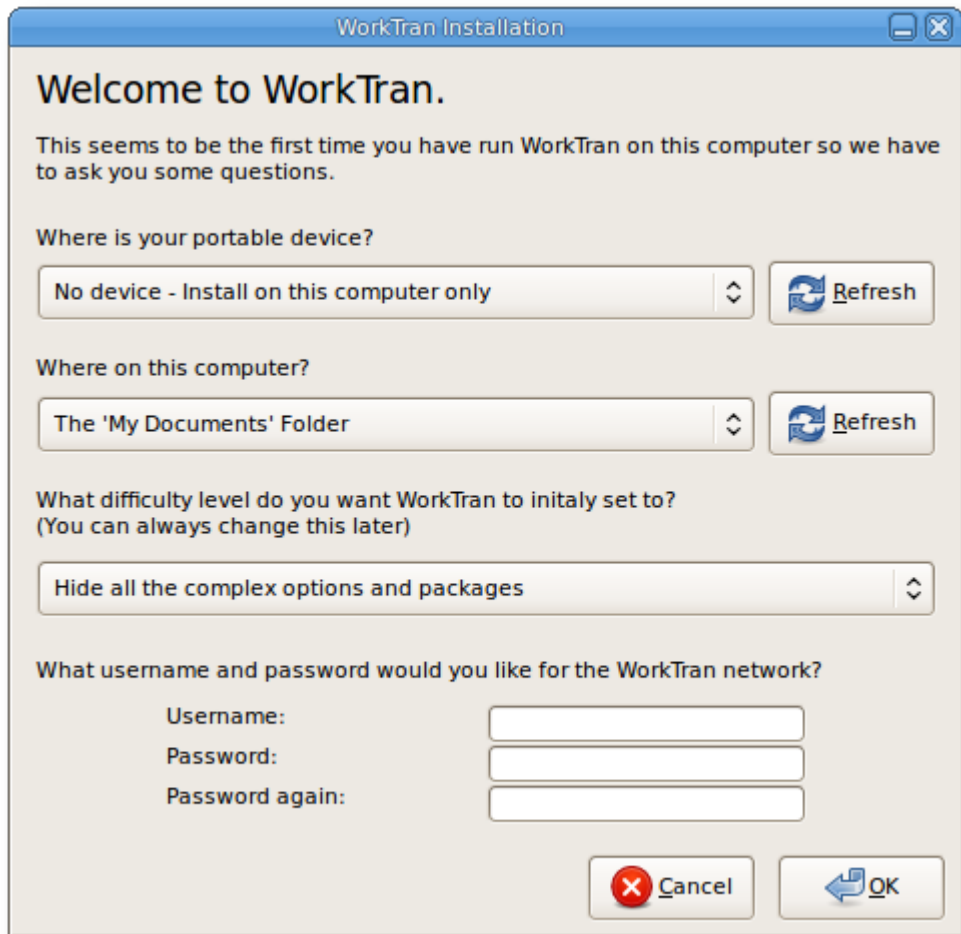 WorkTran Installation
Welcome to WorkTran.
This seems to be the first time you have run WorkTran on this computer so we have
to ask you some questions.
Where is your portable device?
No device - Install on this computer only
Refresh
Where on this computer?
The 'My Documents' Folder
Refresh
What difficulty level do you want WorkTran to initaly set to?
(You can always change this later)
Hide all the complex options and packages
What username and password would you like for the WorkTran network?
Username:
Password:
Password again:
Cancel
OK